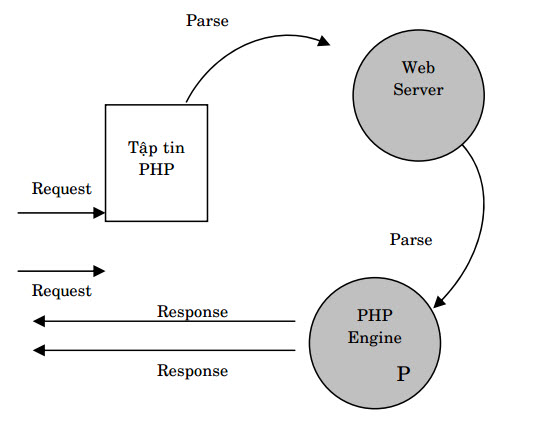 Parse
Web
Server
Tập tin
PHP
Request
Parse
Request
Response
PHP
Engine
P
Response